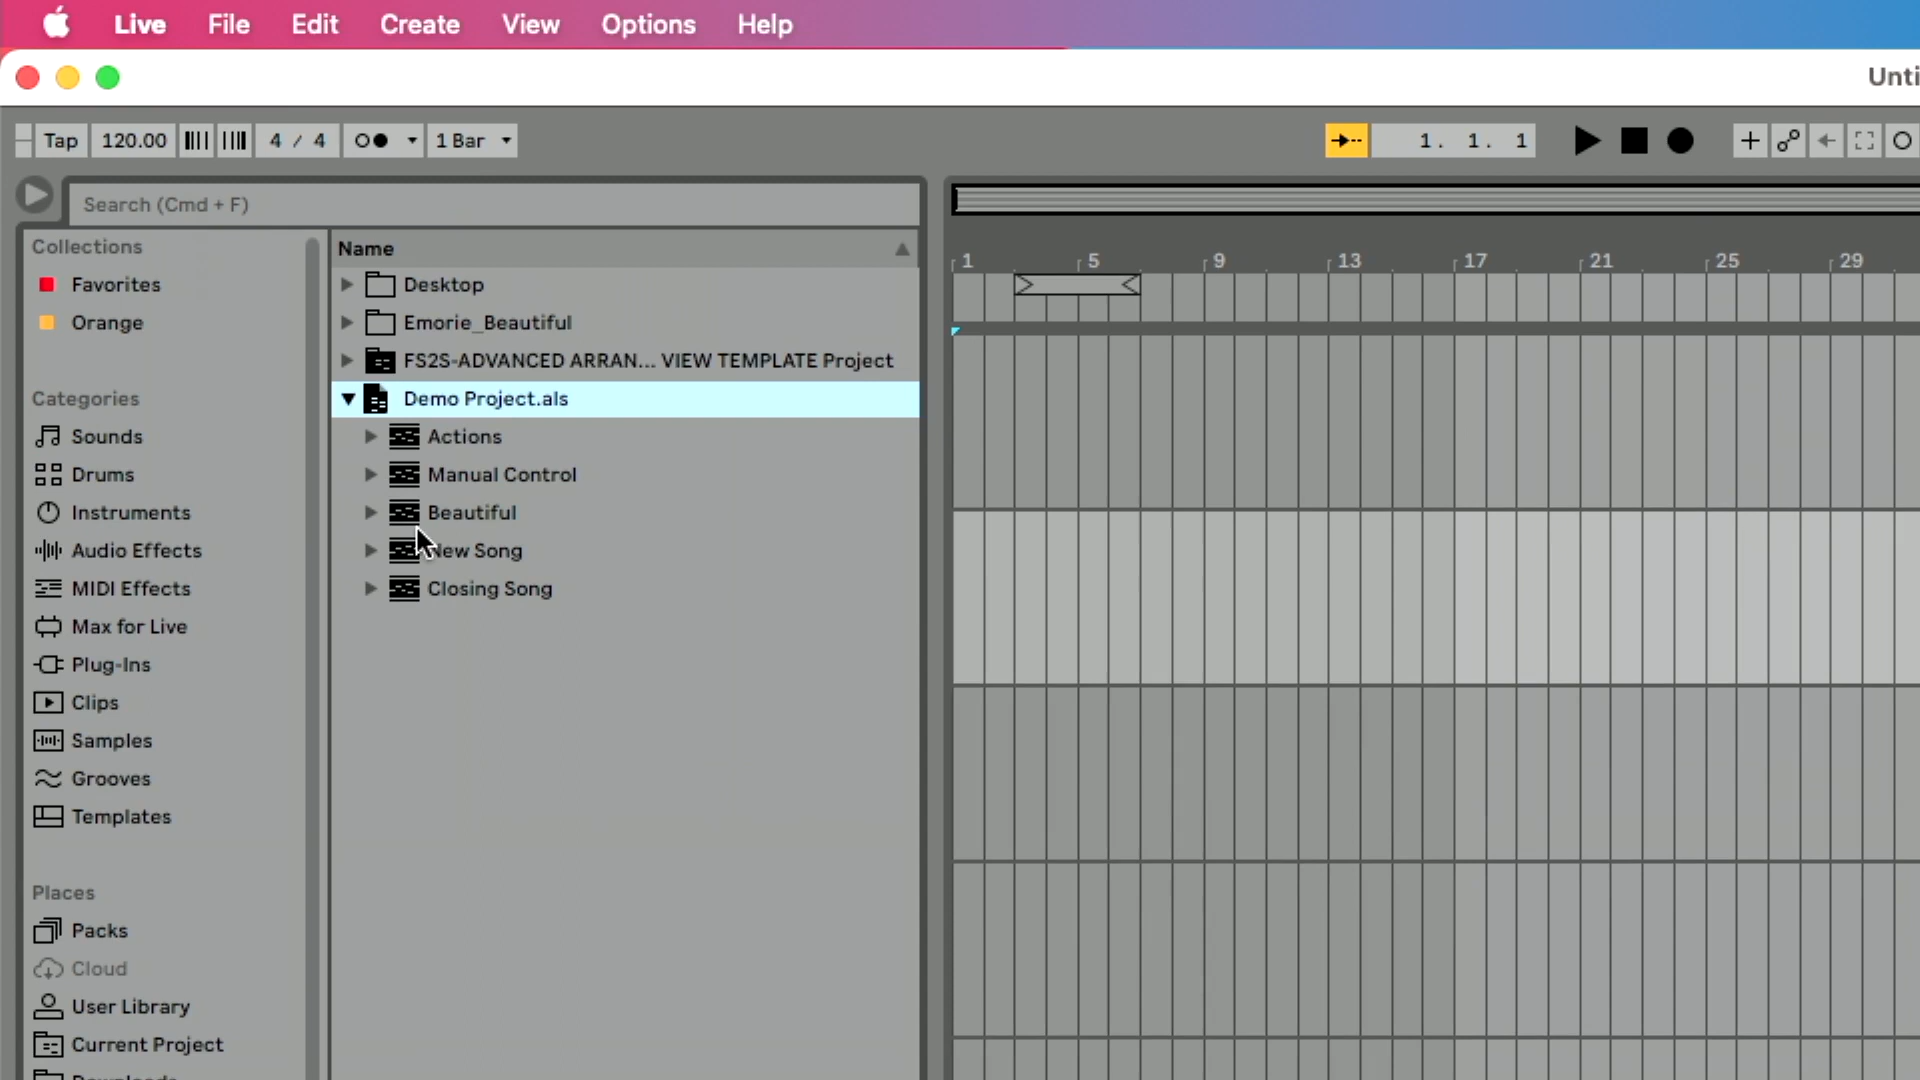 Live File Edit Create View Options Help
Unti
Tap 120.00 4 / 4 1 Bar 1. 1. 1
Search (Cmd + F)
Collections
Favorites
Orange
Categories
Sounds
Drums
Instruments
Audio Effects
MIDI Effects
Max for Live
Plug-Ins
Clips
Samples
Grooves
Templates
Places
Packs
Cloud
User Library
Current Project
Name
Desktop
Emorie_Beautiful
FS2S-ADVANCED ARRAN... VIEW TEMPLATE Project
Demo Project.als
Actions
Manual Control
Beautiful
New Song
Closing Song
1 5 9 13 17 21 25 29